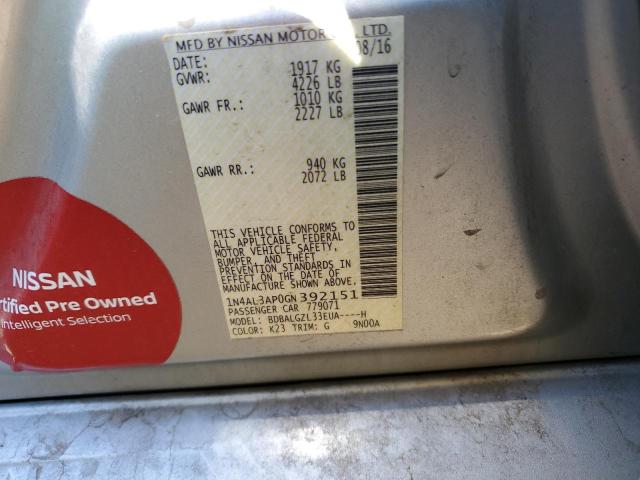 MFD BY NISSAN MOTOR LTD.
DATE: 08/16
GVWR: 1917 KG
4226 LB
GAWR FR.: 1010 KG
2227 LB
GAWR RR.: 940 KG
2072 LB
THIS VEHICLE CONFORMS TO
ALL APPLICABLE FEDERAL
MOTOR VEHICLE SAFETY,
BUMPER, AND THEFT
PREVENTION STANDARDS IN
EFFECT ON THE DATE OF
MANUFACTURE SHOWN ABOVE.
1N4AL3AP0GN392151
PASSENGER CAR 779071
MODEL: BDBALGZL33EUA----H
COLOR: K23 TRIM: G 9N00A
NISSAN
rtified Pre Owned
Intelligent Selection